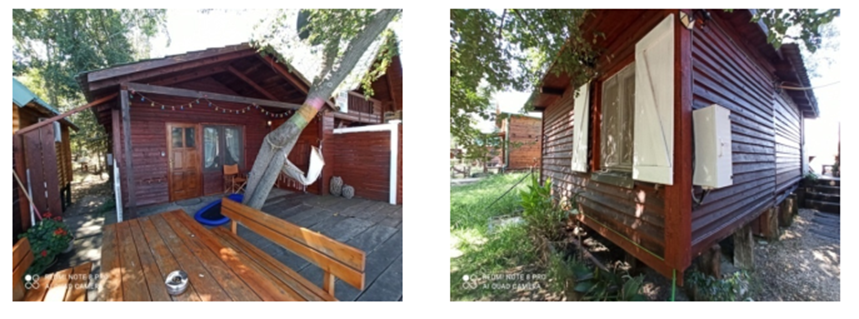 REDMI NOTE 8 PRO
AI QUAD CAMERA
REDMI NOTE 8 PRO
AI QUAD CAMERA